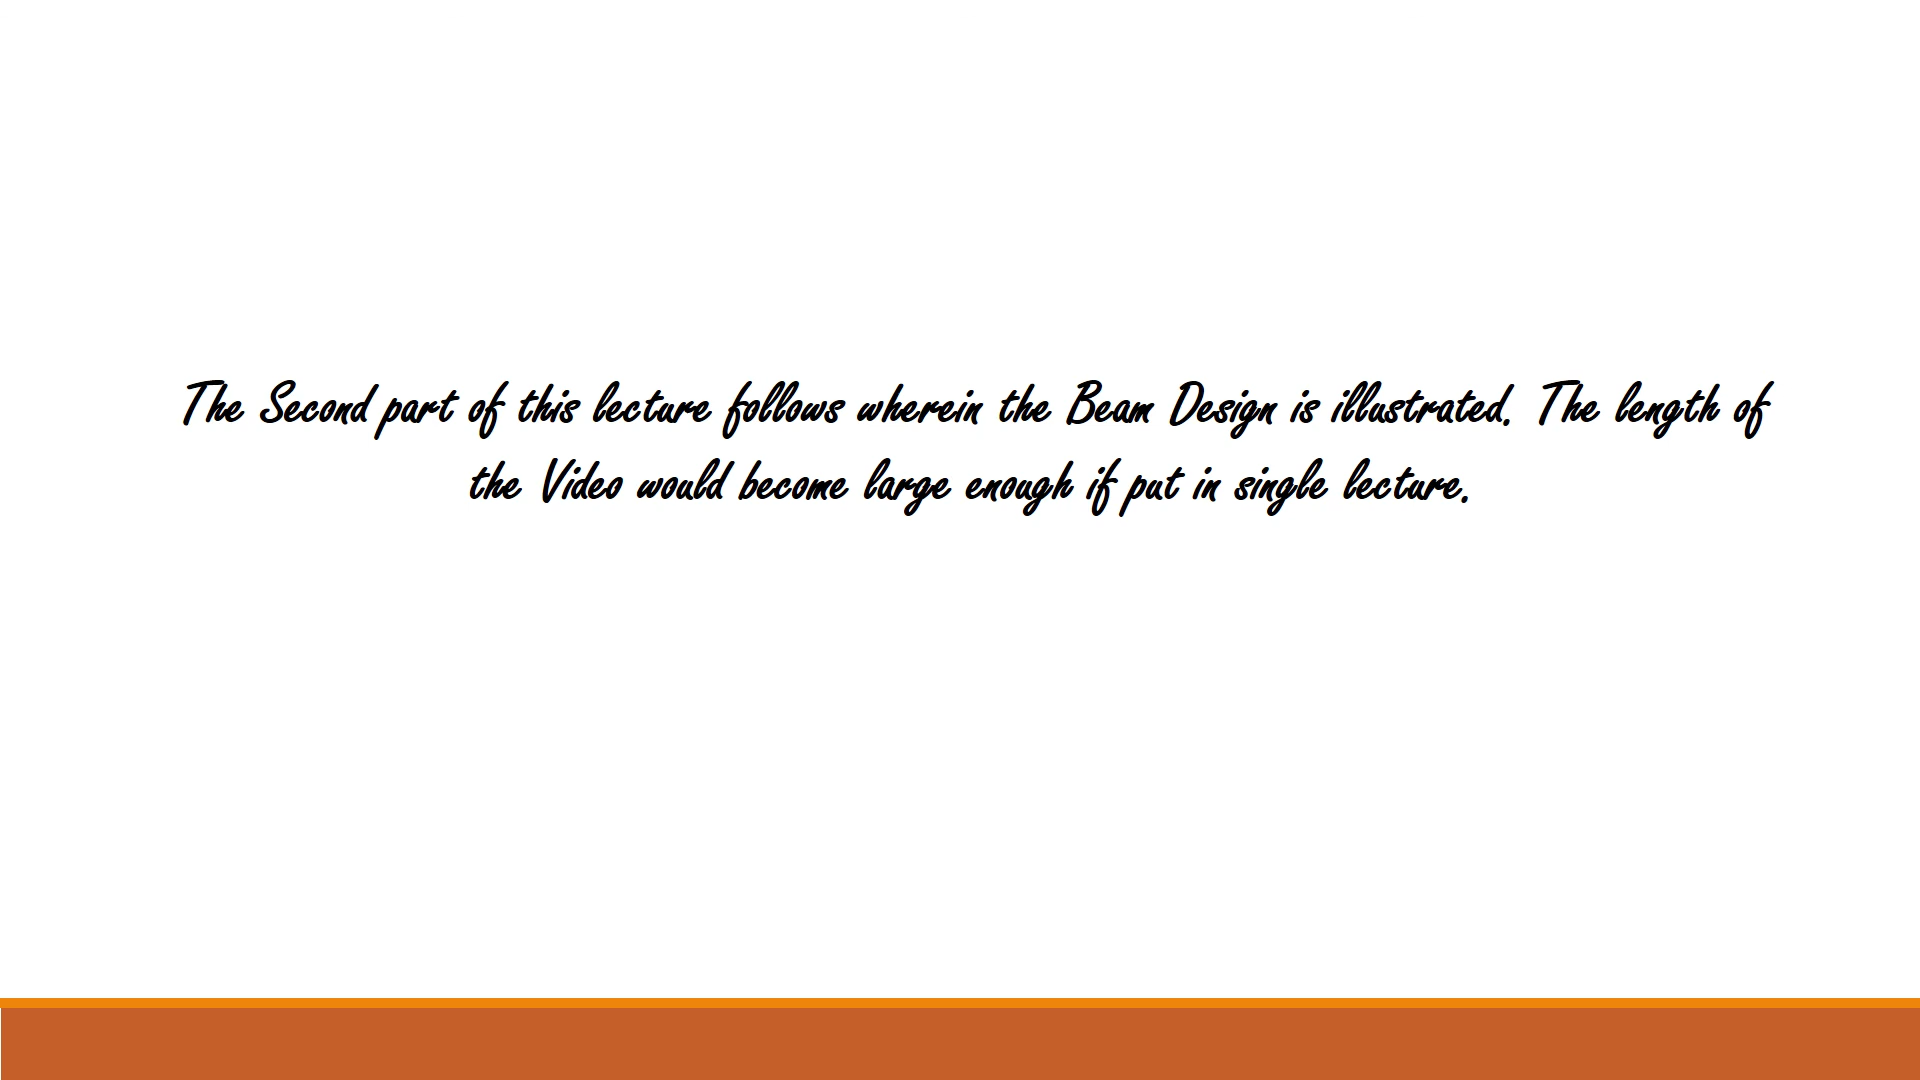 The Second part of this lecture follows wherein the Beam Design is illustrated. The length of
the Video would become large enough if put in single lecture.